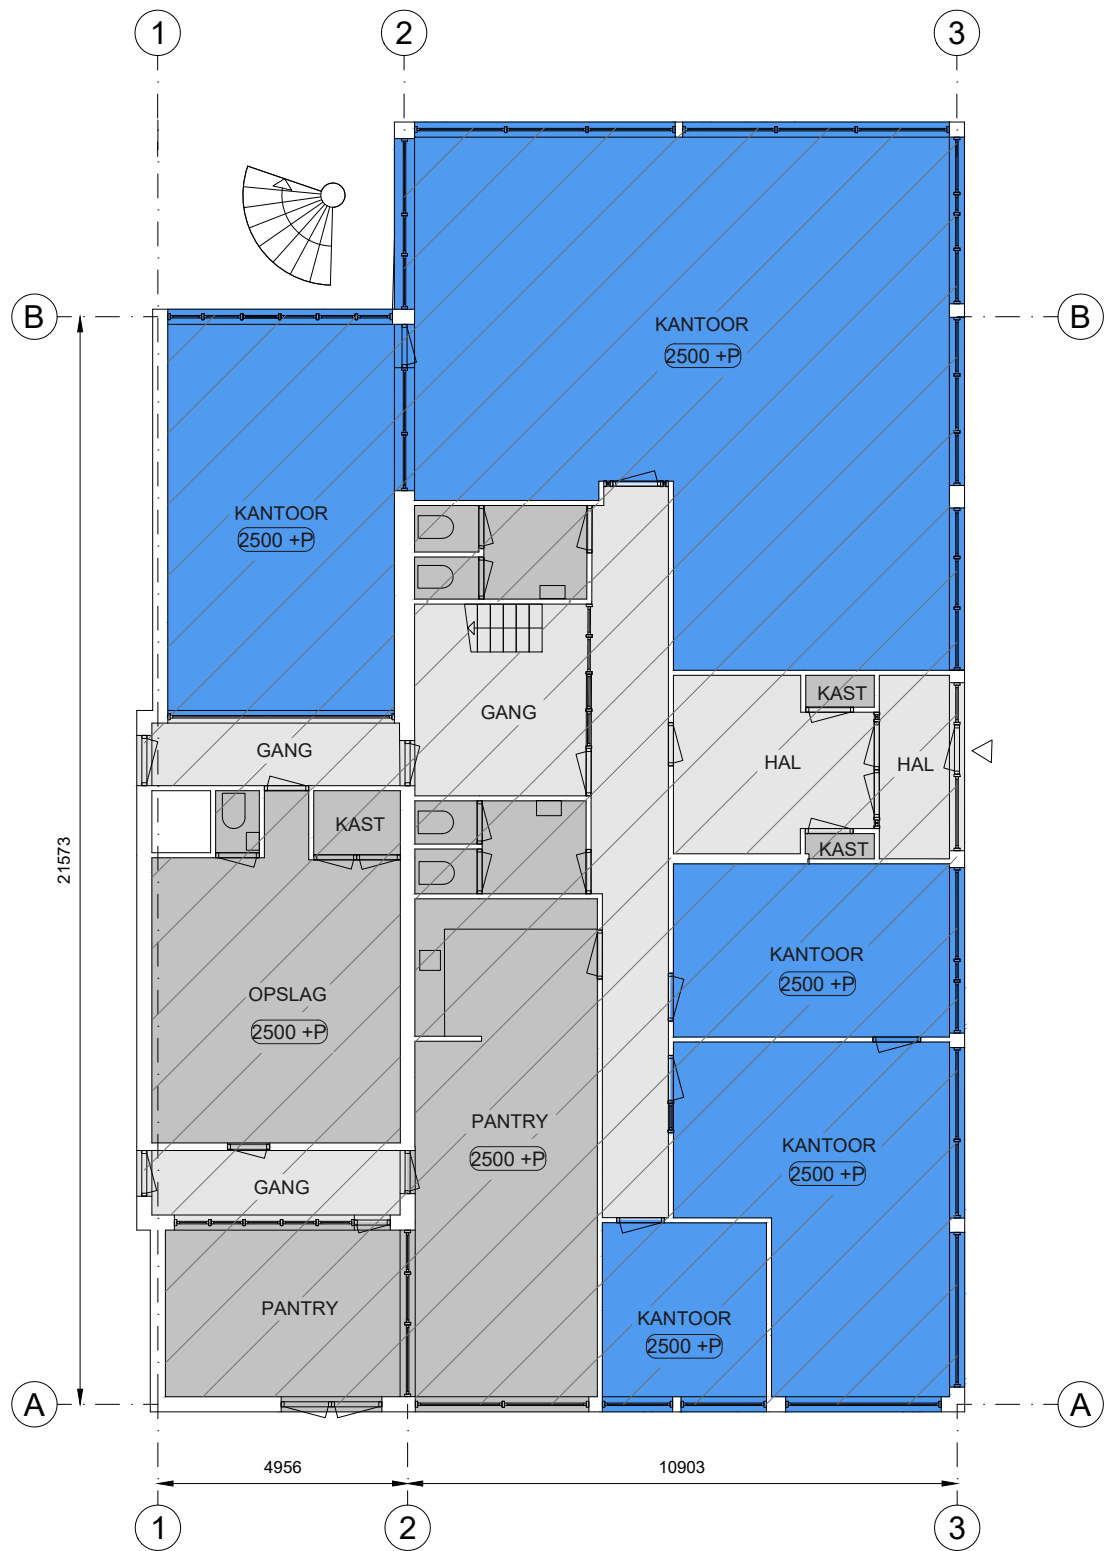 1
2
3
B
B
KANTOOR
2500 +P
KANTOOR
2500 +P
KAST
GANG
GANG
HAL
HAL
KAST
KAST
21573
KANTOOR
2500 +P
OPSLAG
2500 +P
PANTRY
2500 +P
KANTOOR
2500 +P
GANG
PANTRY
KANTOOR
2500 +P
A
A
4956
10903
1
2
3